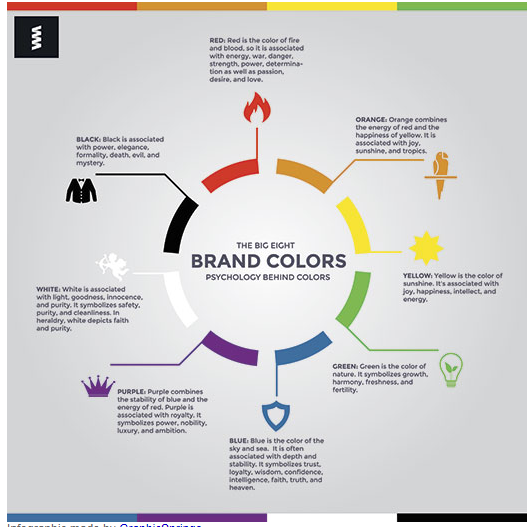 RED: Red is the color of fire
and blood, so it is associated
with energy, war, danger,
strength, power, determina-
tion as well as passion,
desire, and love.
ORANGE: Orange combines
the energy of red and the
happiness of yellow. It is
associated with joy,
sunshine, and tropics.
BLACK: Black is associated
with power, elegance,
formality, death, evil, and
mystery.
THE BIG EIGHT
BRAND COLORS
PSYCHOLOGY BEHIND COLORS
YELLOW: Yellow is the color of
sunshine. It's associated with
joy, happiness, intellect, and
energy.
WHITE: White is associated
with light, goodness, innocence,
and purity. It symbolizes safety,
purity, and cleanliness. In
heraldry, white depicts faith
and purity.
GREEN: Green is the color of
nature. It symbolizes growth,
harmony, freshness, and
fertility.
PURPLE: Purple combines
the stability of blue and the
energy of red. Purple is
associated with royalty. It
symbolizes power, nobility,
luxury, and ambition.
BLUE: Blue is the color of the
sky and sea. It is often
associated with depth and
stability. It symbolizes trust,
loyalty, wisdom, confidence,
intelligence, faith, truth, and
heaven.
Infographic made by